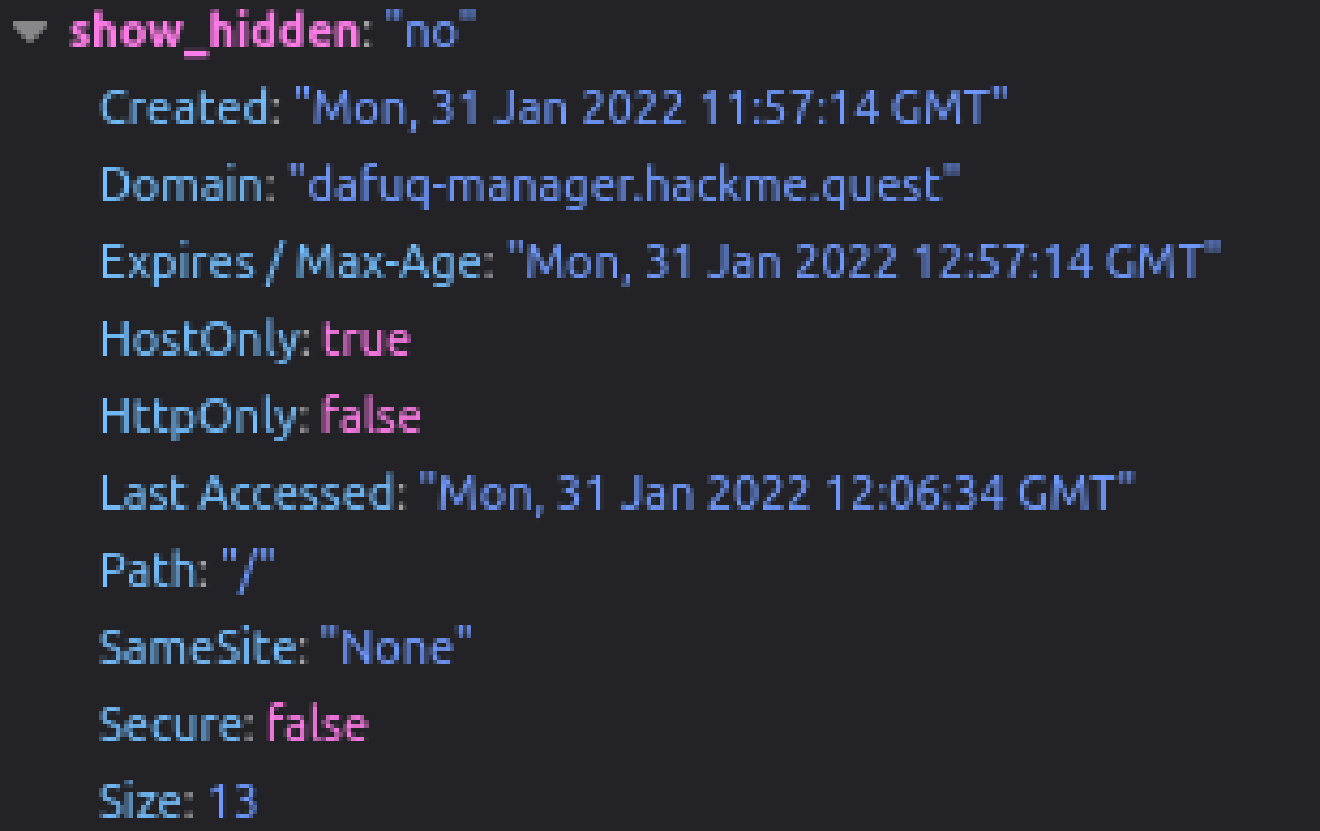 show_hidden: "no"
Created: "Mon, 31 Jan 2022 11:57:14 GMT"
Domain: "dafuq-manager.hackme.quest"
Expires / Max-Age: "Mon, 31 Jan 2022 12:57:14 GMT"
HostOnly: true
HttpOnly: false
Last Accessed: "Mon, 31 Jan 2022 12:06:34 GMT"
Path: "/"
SameSite: "None"
Secure: false
Size: 13